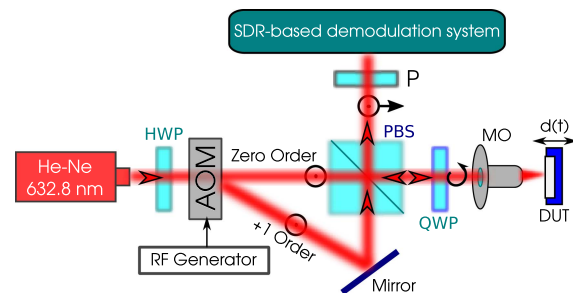 SDR-based demodulation system
P
HWP
PBS
MO
d(t)
He-Ne
632.8 nm
AOM
Zero Order
+1 Order
QWP
DUT
RF Generator
Mirror